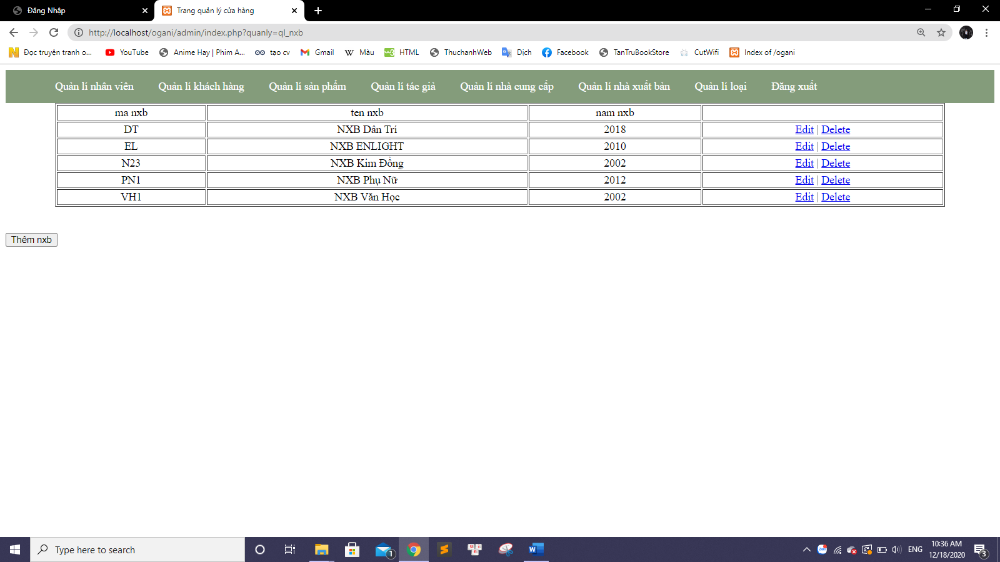 Đăng Nhập
Trang quản lý cửa hàng
http://localhost/ogani/admin/index.php?quanly=ql_nxb
Đọc truyện tranh o... YouTube Anime Hay | Phim A... tạo cv Gmail Màu HTML ThuchanhWeb Dịch Facebook TanTruBookStore CutWifi Index of /ogani
Quản lí nhân viên Quản lí khách hàng Quản lí sản phẩm Quản lí tác giả Quản lí nhà cung cấp Quản lí nhà xuất bản Quản lí loại Đăng xuất
ma nxb ten nxb nam nxb
DT NXB Dân Trí 2018 Edit | Delete
EL NXB ENLIGHT 2010 Edit | Delete
N23 NXB Kim Đồng 2002 Edit | Delete
PN1 NXB Phụ Nữ 2012 Edit | Delete
VH1 NXB Văn Học 2002 Edit | Delete
Thêm nxb
Type here to search
1
ENG
10:36 AM
12/18/2020
3